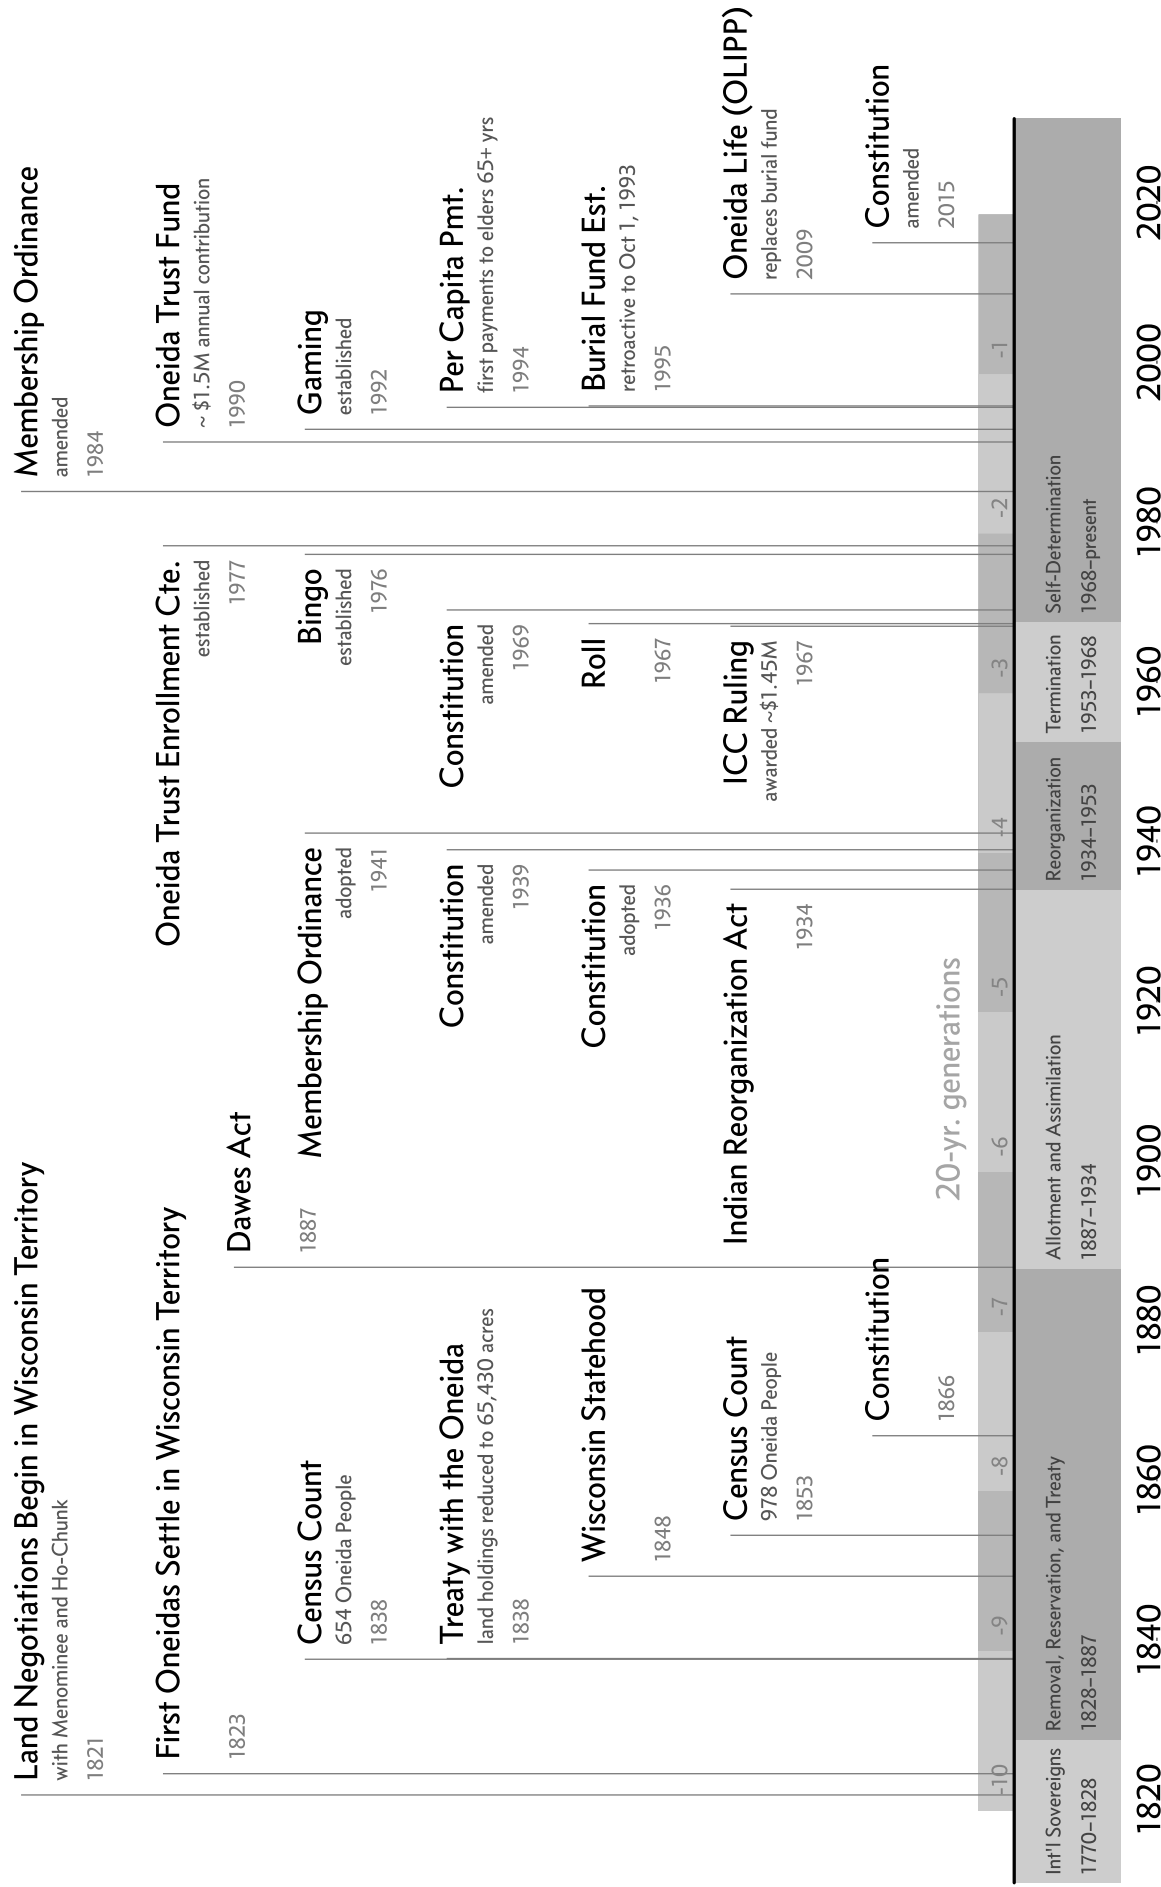 Land Negotiations Begin in Wisconsin Territory
with Menominee and Ho-Chunk
1821
Membership Ordinance
amended
1984
First Oneidas Settle in Wisconsin Territory
1823
Oneida Trust Enrollment Cte.
established
1977
Oneida Trust Fund
~ $1.5M annual contribution
1990
Dawes Act
1887
Census Count
654 Oneida People
1838
Membership Ordinance
adopted
1941
Bingo
established
1976
Gaming
established
1992
Treaty with the Oneida
land holdings reduced to 65,430 acres
1838
Constitution
amended
1939
Constitution
amended
1969
Per Capita Pmt.
first payments to elders 65+ yrs
1994
Wisconsin Statehood
1848
Constitution
adopted
1936
Roll
1967
Burial Fund Est.
retroactive to Oct 1, 1993
1995
Census Count
978 Oneida People
1853
Indian Reorganization Act
1934
ICC Ruling
awarded ~$1.45M
1967
Oneida Life (OLIPP)
replaces burial fund
2009
Constitution
1866
Constitution
amended
2015
20-yr. generations
-10 -9 -8 -7 -6 -5 -4 -3 -2 -1
Int'l Sovereigns
1770–1828
Removal, Reservation, and Treaty
1828–1887
Allotment and Assimilation
1887–1934
Reorganization
1934–1953
Termination
1953–1968
Self-Determination
1968–present
1820 1840 1860 1880 1900 1920 1940 1960 1980 2000 2020